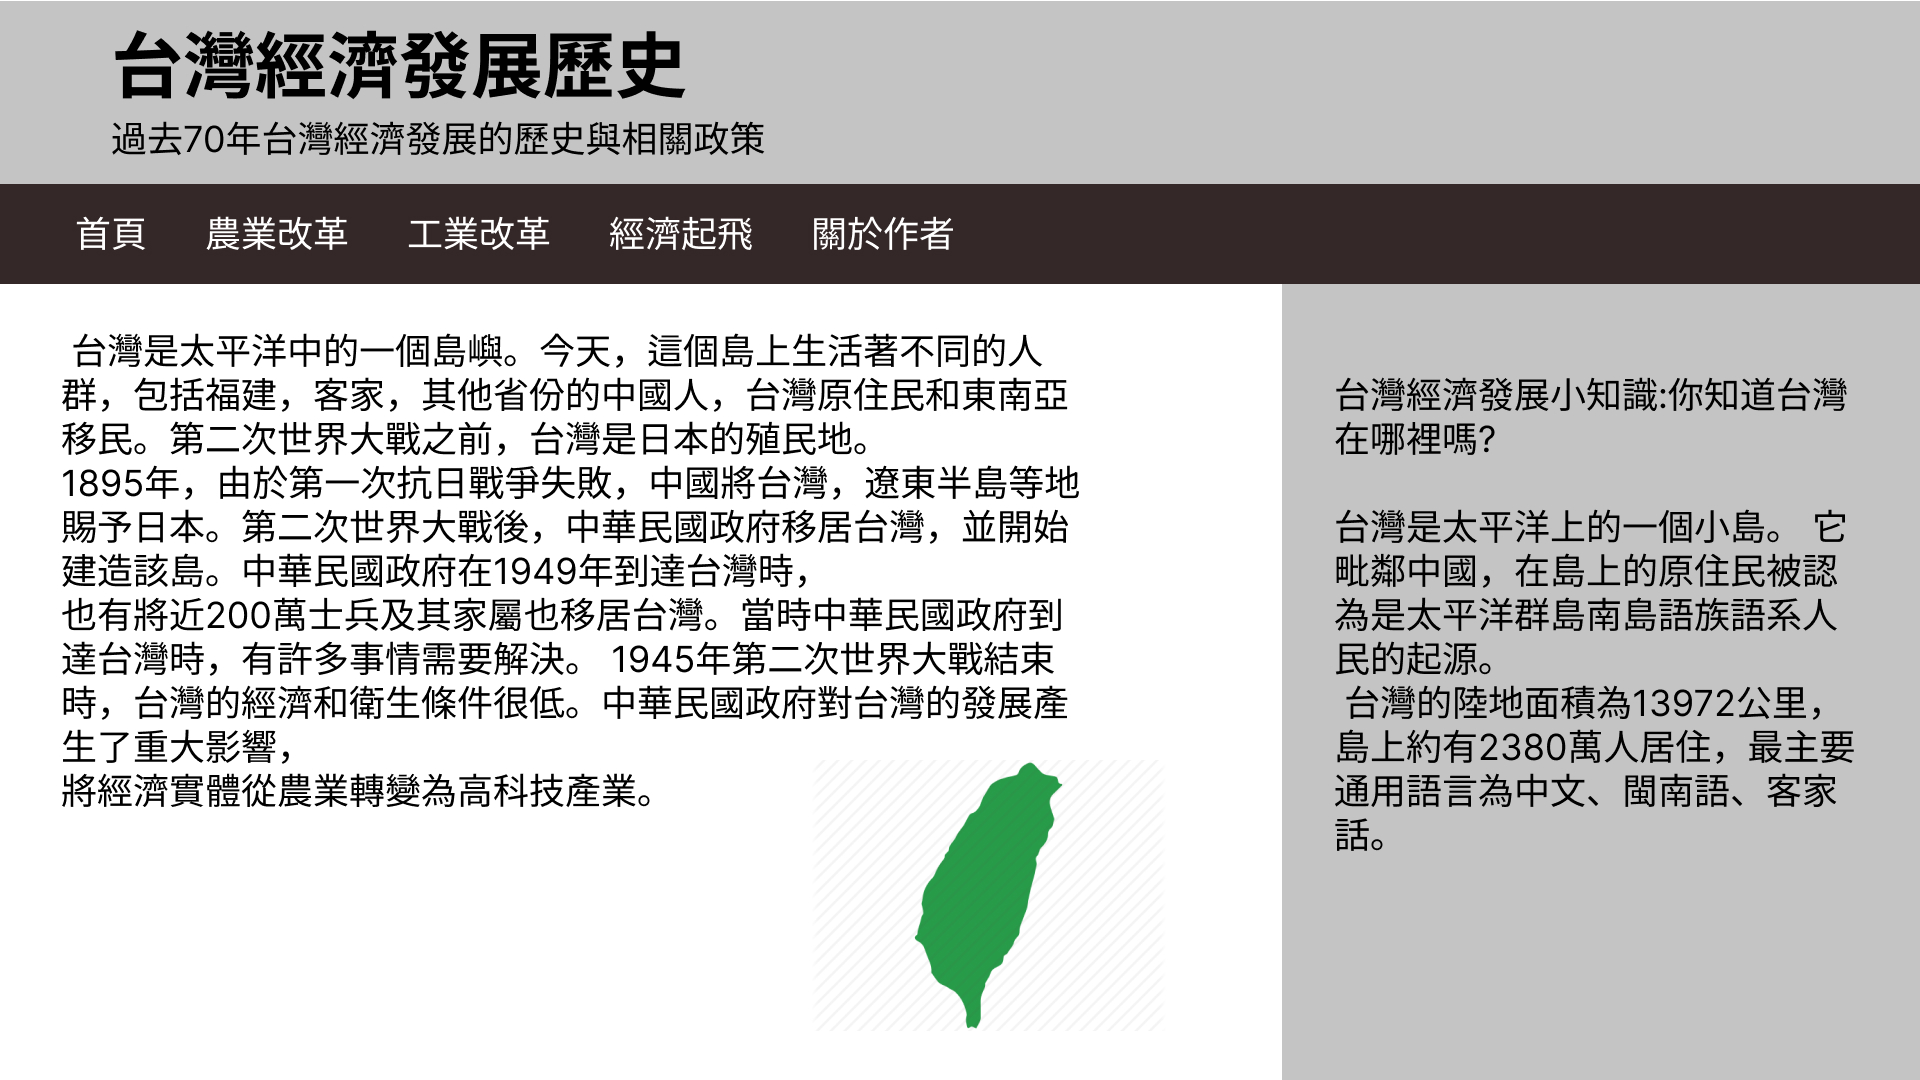 台灣經濟發展歷史
過去70年台灣經濟發展的歷史與相關政策
首頁 農業改革 工業改革 經濟起飛 關於作者
台灣是太平洋中的一個島嶼。今天，這個島上生活著不同的人
群，包括福建，客家，其他省份的中國人，台灣原住民和東南亞
移民。第二次世界大戰之前，台灣是日本的殖民地。
1895年，由於第一次抗日戰爭失敗，中國將台灣，遼東半島等地
賜予日本。第二次世界大戰後，中華民國政府移居台灣，並開始
建造該島。中華民國政府在1949年到達台灣時，
也有將近200萬士兵及其家屬也移居台灣。當時中華民國政府到
達台灣時，有許多事情需要解決。 1945年第二次世界大戰結束
時，台灣的經濟和衛生條件很低。中華民國政府對台灣的發展產
生了重大影響，
將經濟實體從農業轉變為高科技產業。
台灣經濟發展小知識:你知道台灣
在哪裡嗎?
台灣是太平洋上的一個小島。 它
毗鄰中國，在島上的原住民被認
為是太平洋群島南島語族語系人
民的起源。
台灣的陸地面積為13972公里，
島上約有2380萬人居住，最主要
通用語言為中文、閩南語、客家
話。